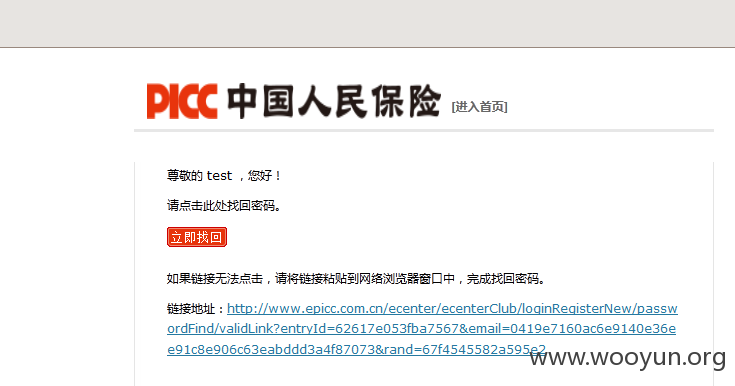 PICC 中国人民保险 [进入首页]
尊敬的 test ，您好！
请点击此处找回密码。
立即找回
如果链接无法点击，请将链接粘贴到网络浏览器窗口中，完成找回密码。
链接地址：http://www.epicc.com.cn/ecenter/ecenterClub/loginRegisterNew/passw
ordFind/validLink?entryId=62617e053fba7567&email=0419e7160ac6e9140e36e
e91c8e906c63eabddd3a4f87073&rand=67f4545582a595e2
www.wooyun.org